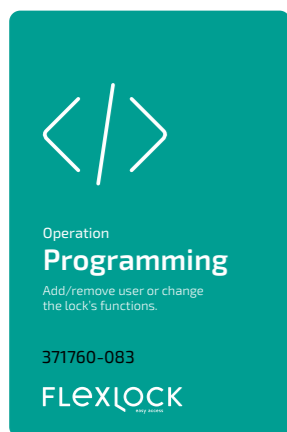 Operation
Programming
Add/remove user or change
the lock's functions.
371760-083
FLEXLOCK
easy access